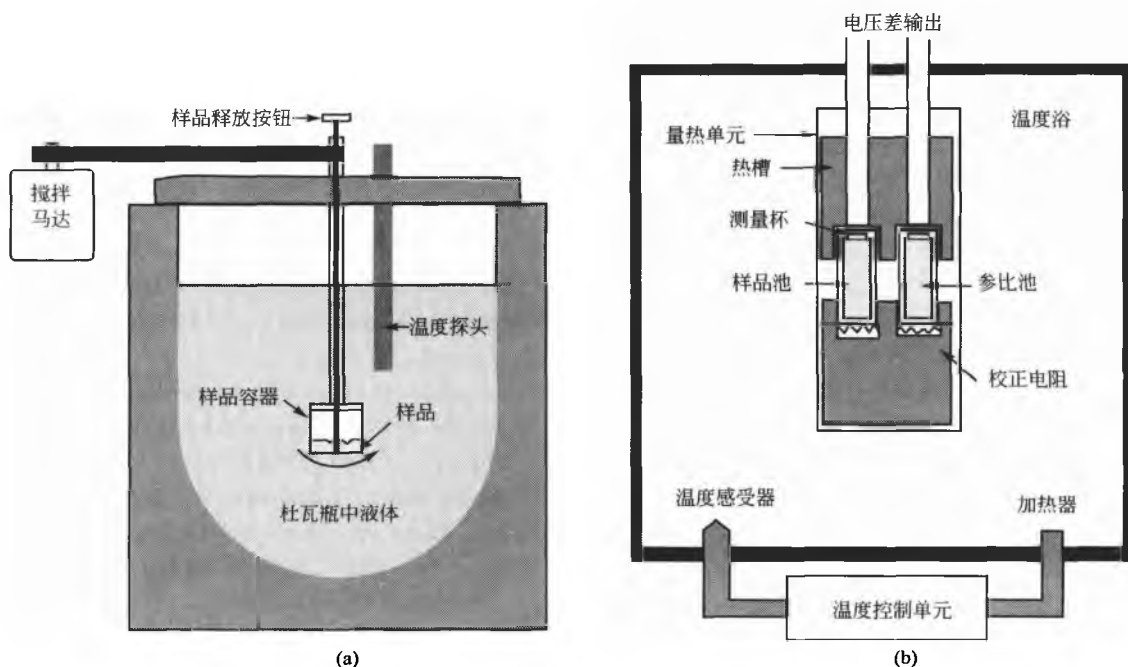 样品释放按钮
搅拌
马达
温度探头
样品容器
样品
杜瓦瓶中液体
(a)
电压差输出
温度浴
量热单元
热槽
测量杯
样品池
参比池
校正电阻
温度感受器
加热器
温度控制单元
(b)